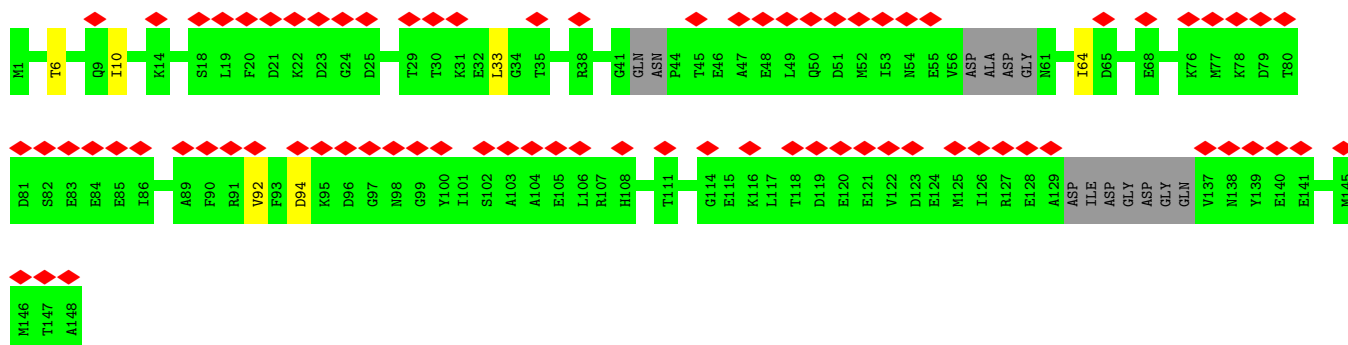 M1 T6 Q9 I10 K14 S18 L19 F20 D21 K22 D23 G24 D25 T29 T30 K31 E32 L33 G34 T35 R38 G41 GLN ASN P44 T45 E46 A47 E48 L49 Q50 D51 M52 I53 N54 E55 V56 ASP ALA ASP GLY N61 I64 D65 E68 K76 M77 K78 D79 T80
D81 S82 E83 E84 E85 I86 A89 F90 R91 V92 F93 D94 K95 D96 G97 N98 G99 Y100 I101 S102 A103 A104 E105 L106 R107 H108 T111 G114 E115 K116 L117 T118 D119 E120 E121 V122 D123 E124 M125 I126 R127 E128 A129 ASP ILE ASP GLY ASP GLY GLN V137 N138 Y139 E140 E141 M145
M146 T147 A148